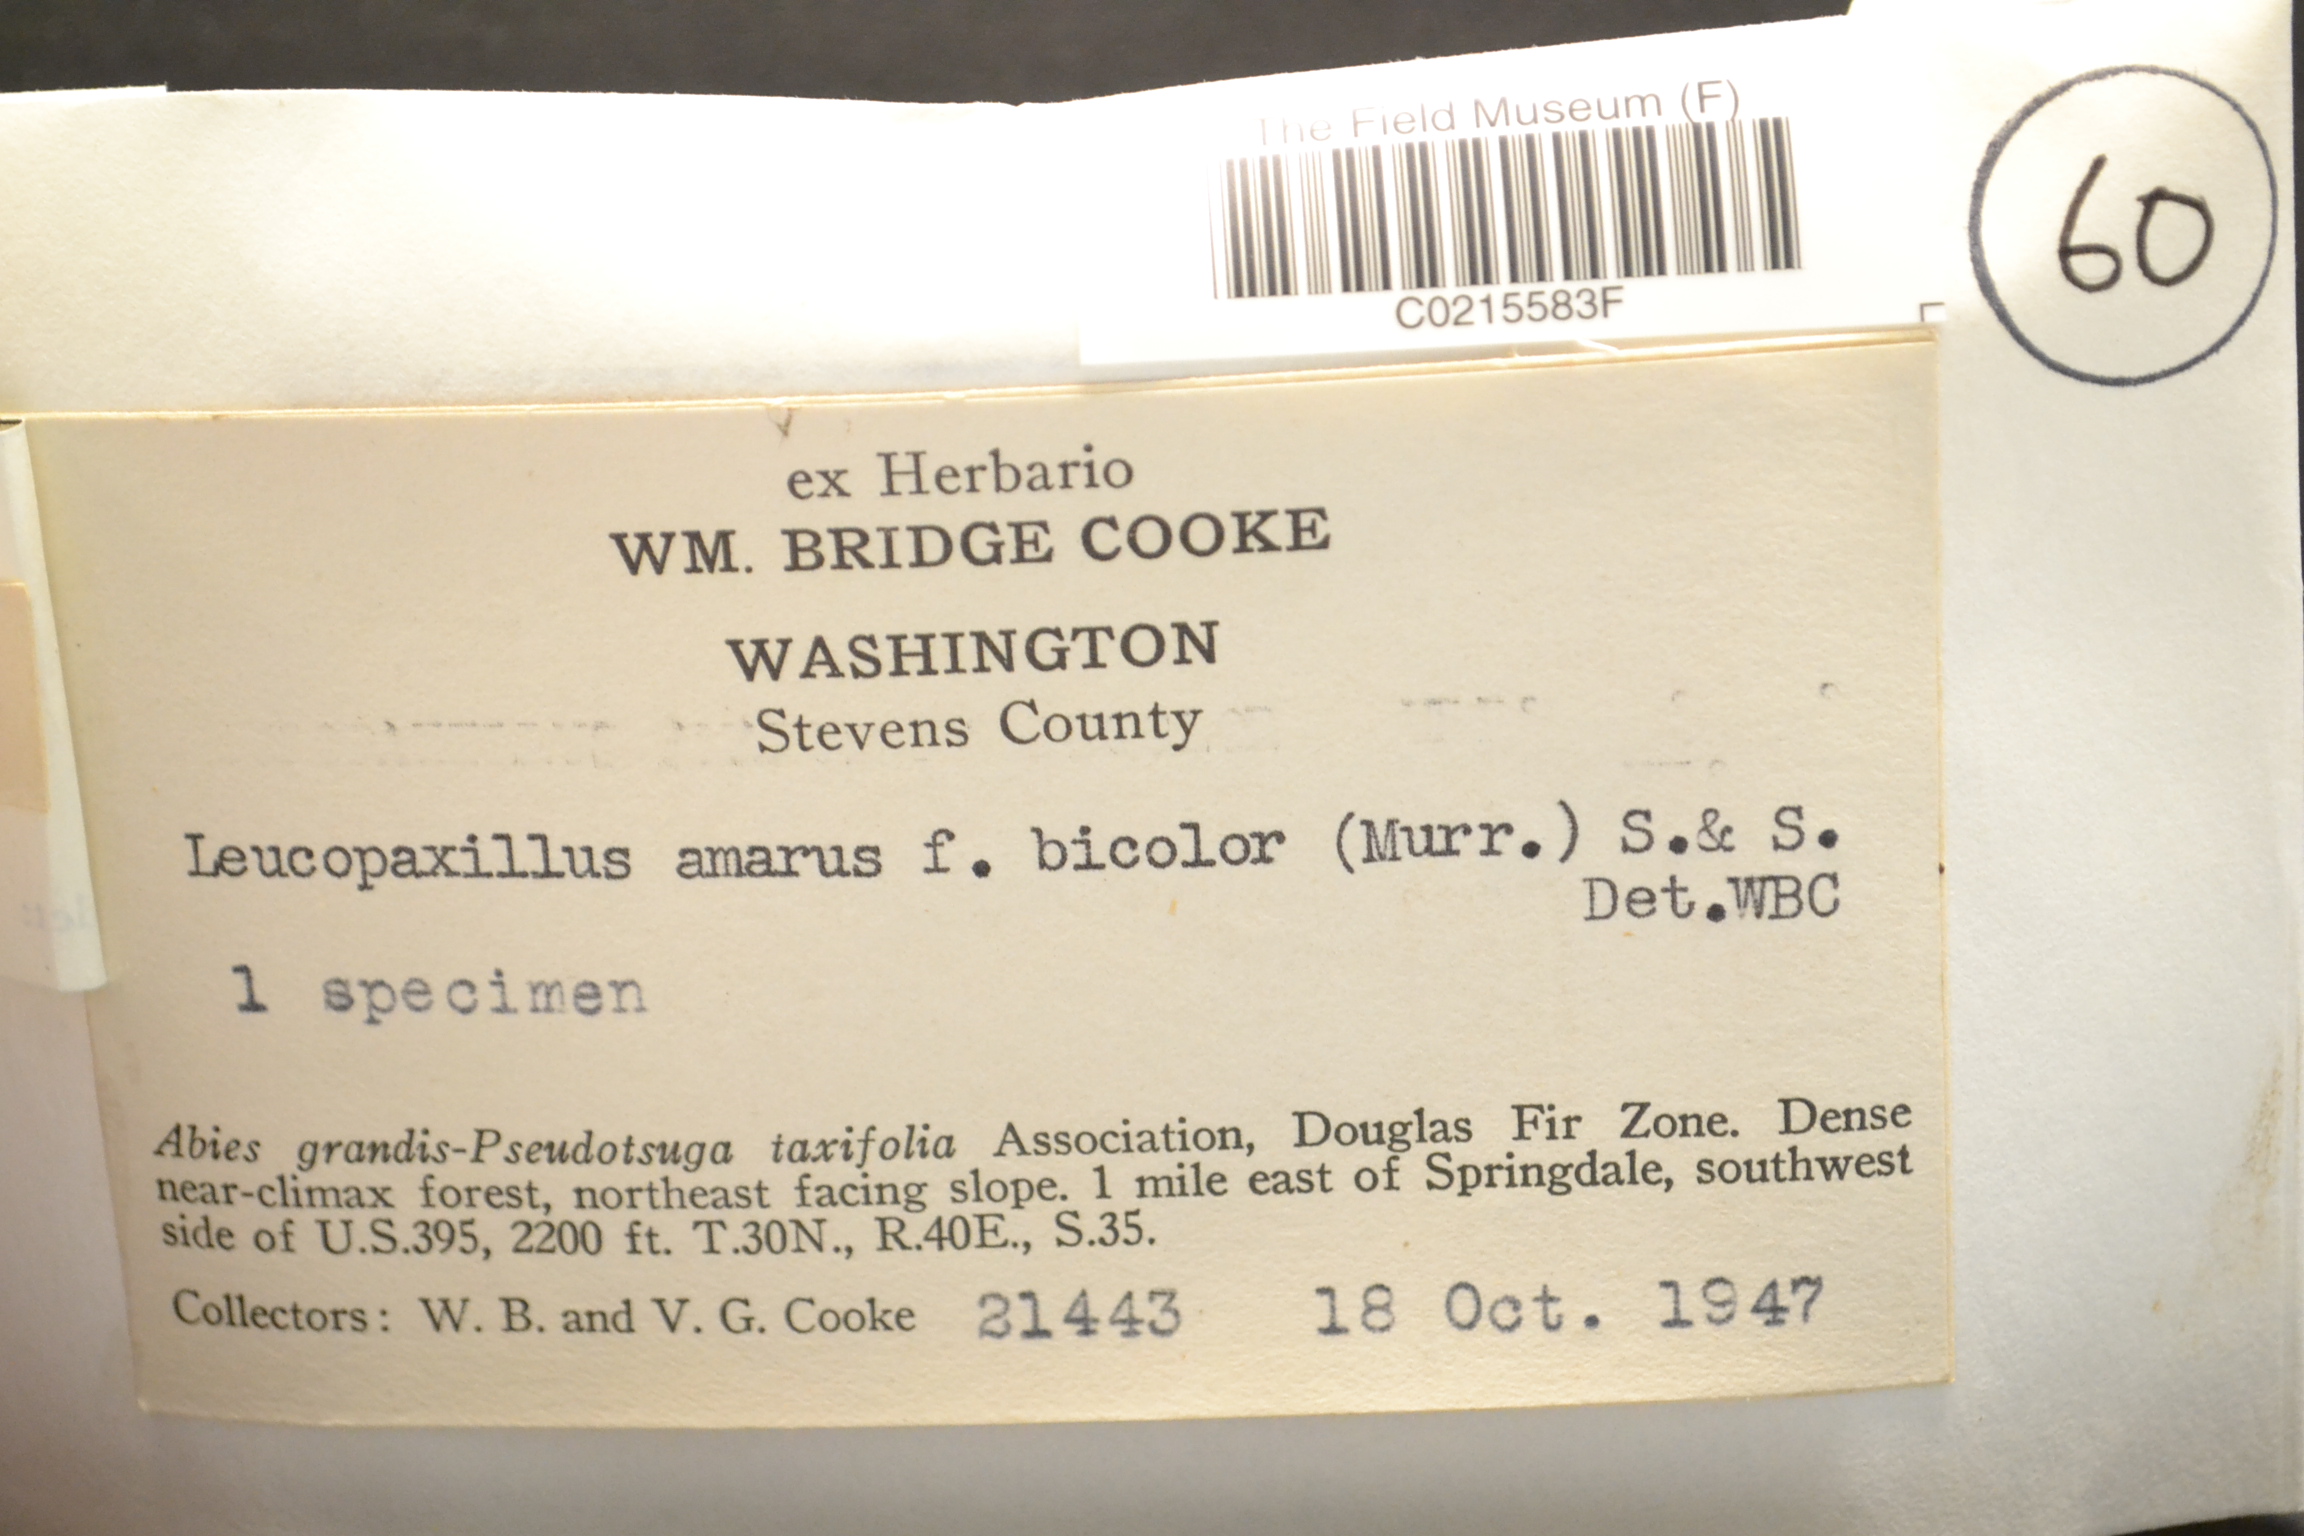 The Field Museum (F)
C0215583F
60
ex Herbario
WM. BRIDGE COOKE
WASHINGTON
Stevens County
Leucopaxillus amarus f. bicolor (Murr.) S.& S.
Det.WBC
1 specimen
Abies grandis-Pseudotsuga taxifolia Association, Douglas Fir Zone. Dense
near-climax forest, northeast facing slope. 1 mile east of Springdale, southwest
side of U.S.395, 2200 ft. T.30N., R.40E., S.35.
Collectors: W. B. and V. G. Cooke 21443 18 Oct. 1947